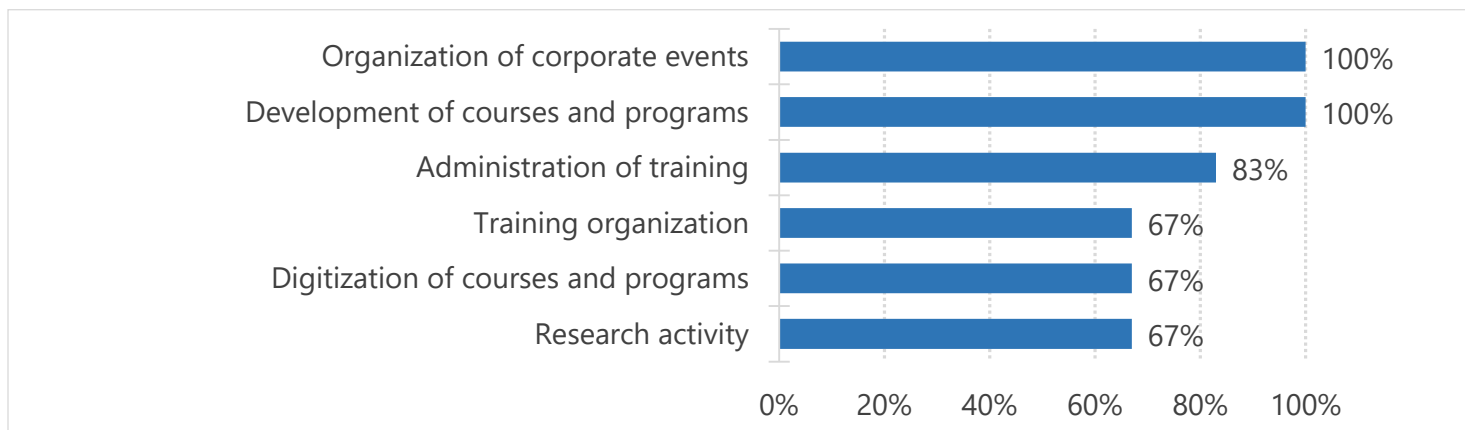 Organization of corporate events 100%
Development of courses and programs 100%
Administration of training 83%
Training organization 67%
Digitization of courses and programs 67%
Research activity 67%
0% 20% 40% 60% 80% 100%